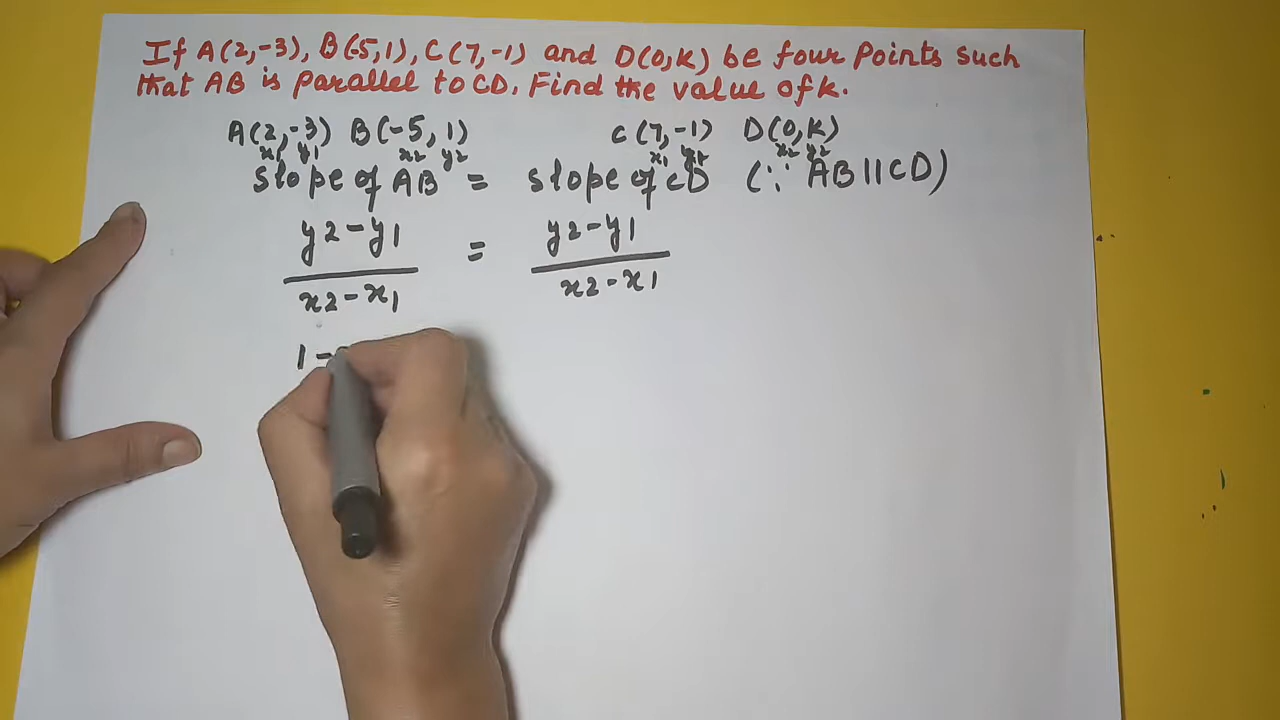 If A(2,-3), B(-5,1), C(7,-1) and D(0,K) be four Points such
that AB is parallel to CD. Find the value of k.
A(2,-3) B(-5,1) C(7,-1) D(0,K)
x1 y1 x2 y2 x1 y1 x2 y2
Slope of AB = slope of CD (∵ AB||CD)
y2-y1 = y2-y1
x2-x1 x2-x1
1-